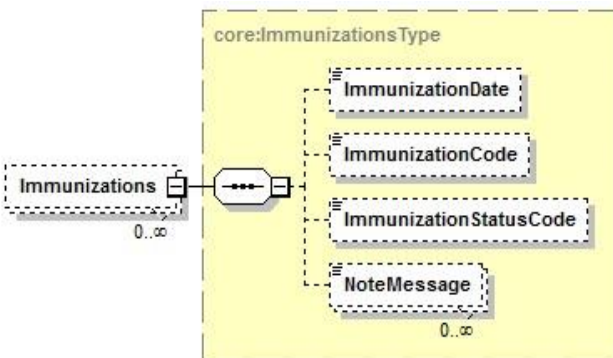 core:ImmunizationsType
ImmunizationDate
ImmunizationCode
Immunizations
0..∞
ImmunizationStatusCode
NoteMessage
0..∞